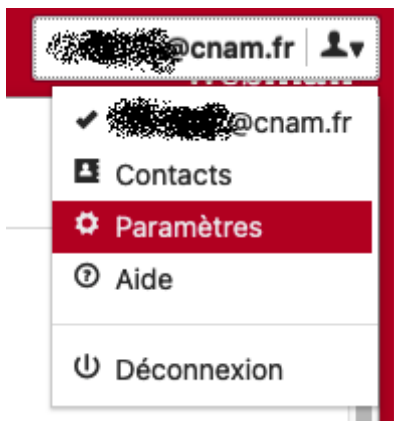 @cnam.fr
@cnam.fr
Contacts
Paramètres
Aide
Déconnexion